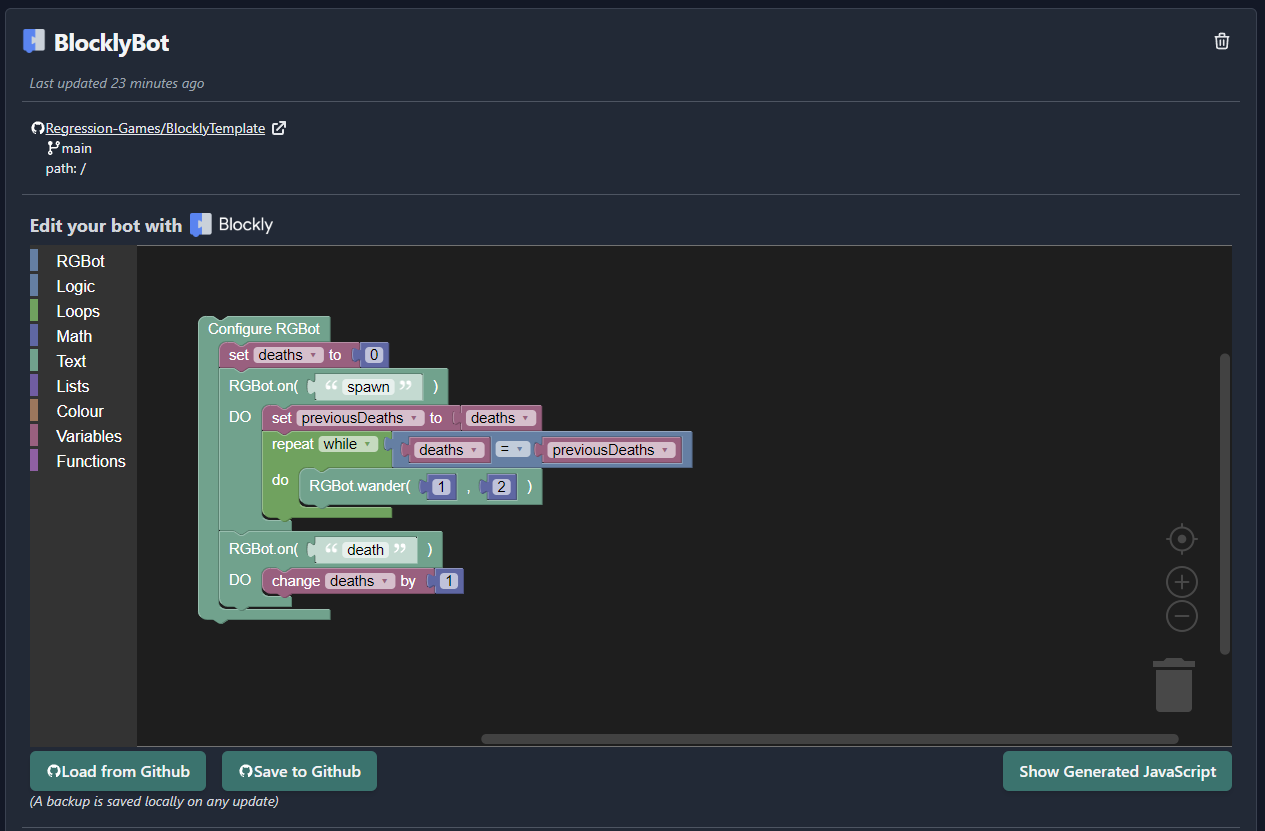 BlocklyBot
Last updated 23 minutes ago
Regression-Games/BlocklyTemplate
main
path: /
Edit your bot with Blockly
RGBot
Logic
Loops
Math
Text
Lists
Colour
Variables
Functions
Configure RGBot
set deaths to 0
RGBot.on( “ spawn ” )
DO set previousDeaths to deaths
repeat while deaths = previousDeaths
do RGBot.wander( 1 , 2 )
RGBot.on( “ death ” )
DO change deaths by 1
Load from Github Save to Github Show Generated JavaScript
(A backup is saved locally on any update)